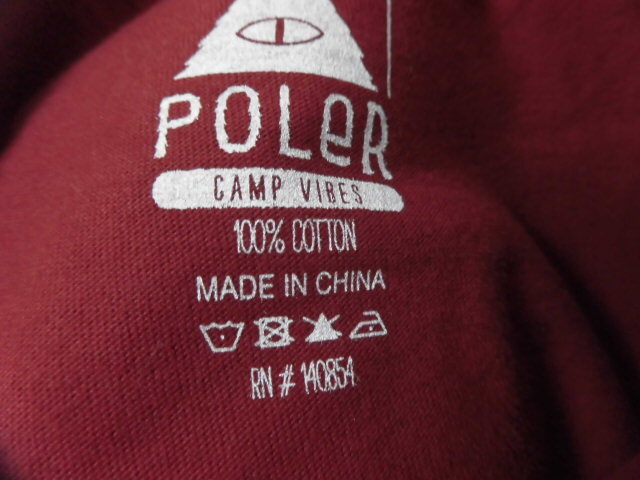 POLeR
CAMP VIBES
100% COTTON
MADE IN CHINA
RN # 140854